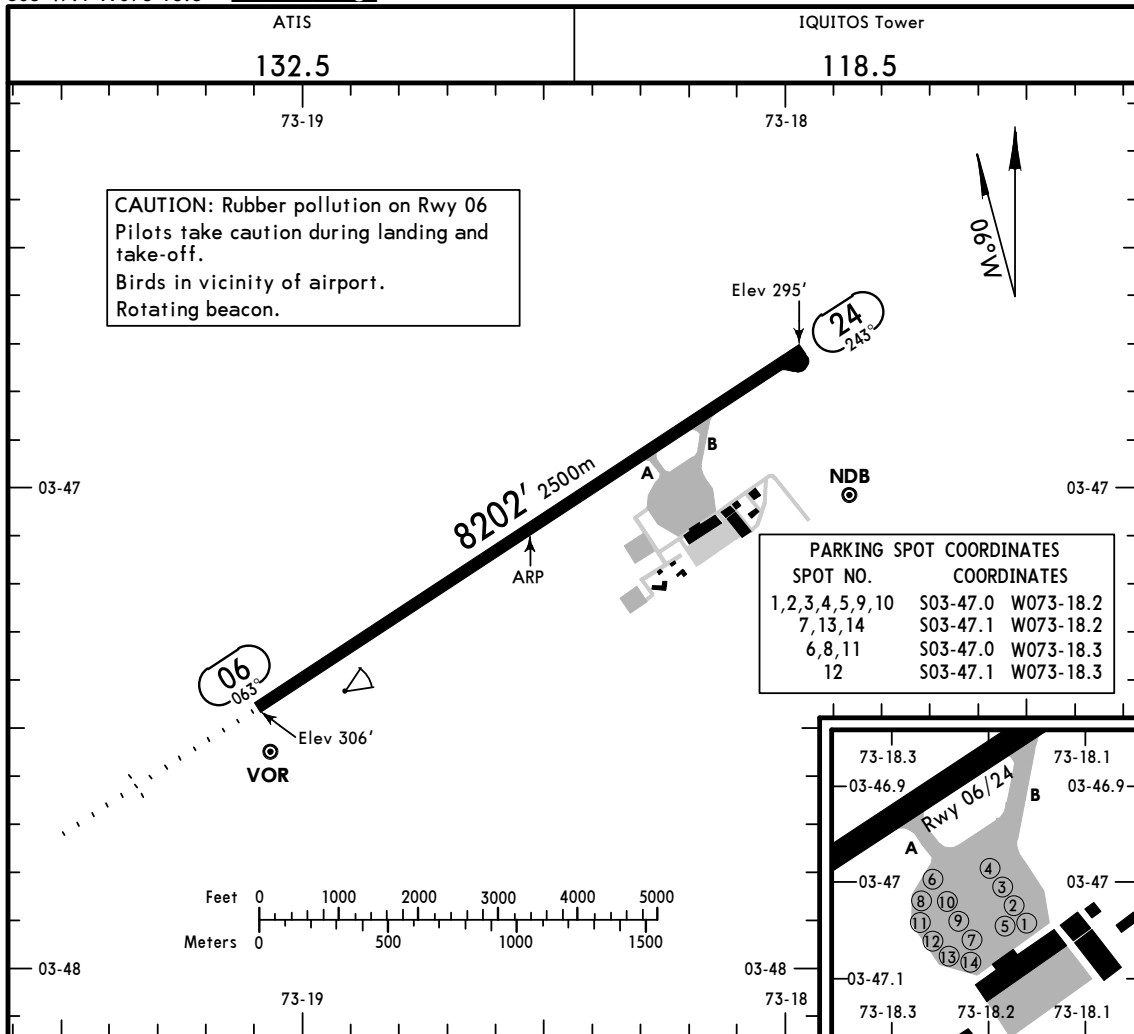 ATIS
132.5
IQUITOS Tower
118.5
73-19
73-18
CAUTION: Rubber pollution on Rwy 06
Pilots take caution during landing and
take-off.
Birds in vicinity of airport.
Rotating beacon.
06°W
Elev 295'
24
243°
B
A
NDB
03-47
03-47
8202' 2500m
ARP
PARKING SPOT COORDINATES
SPOT NO. COORDINATES
1,2,3,4,5,9,10 S03-47.0 W073-18.2
7,13,14 S03-47.1 W073-18.2
6,8,11 S03-47.0 W073-18.3
12 S03-47.1 W073-18.3
06
063°
Elev 306'
VOR
Feet 0 1000 2000 3000 4000 5000
Meters 0 500 1000 1500
03-48
03-48
73-19
73-18
73-18.3
73-18.1
03-46.9
03-46.9
Rwy 06/24
B
A
03-47
03-47
6
4
3
8
10
2
11
9
5
1
12
7
13
14
03-47.1
73-18.3
73-18.2
73-18.1